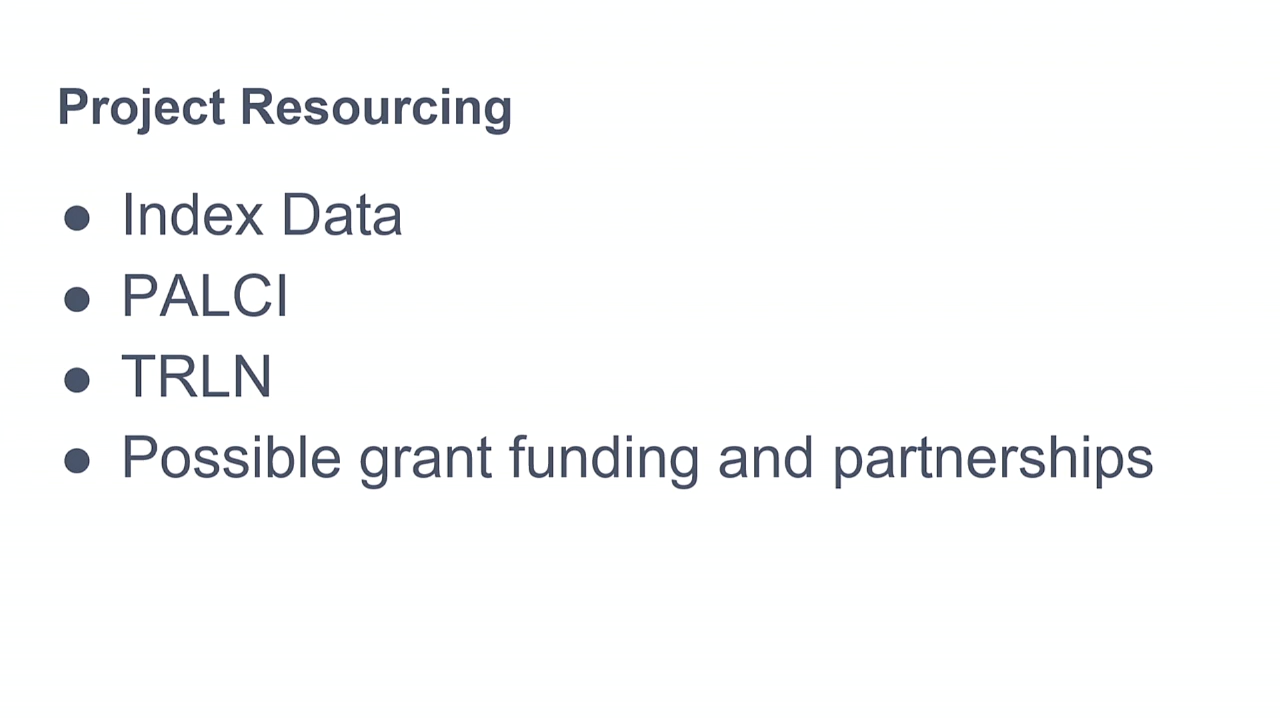 Project Resourcing
● Index Data
● PALCI
● TRLN
● Possible grant funding and partnerships